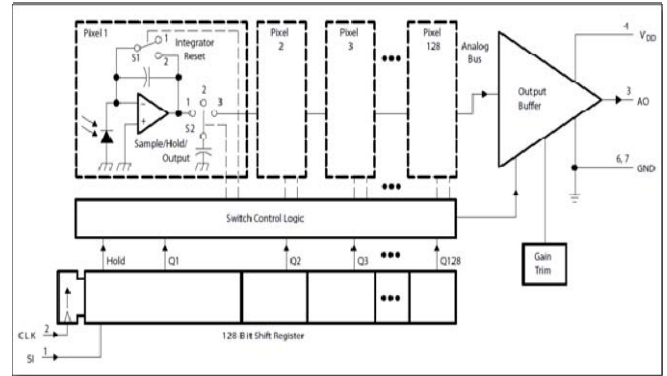 Pixel 1
1
Integrator
Reset
S1
2
−
+
1
2
3
S2
Sample/Hold/
Output
Pixel
2
Pixel
3
Pixel
128
Analog
Bus
Output
Buffer
4
VDD
3
AO
6, 7
GND
Gain
Trim
Switch Control Logic
Hold
Q1
Q2
Q3
Q128
CLK
2
SI
1
128-Bit Shift Register